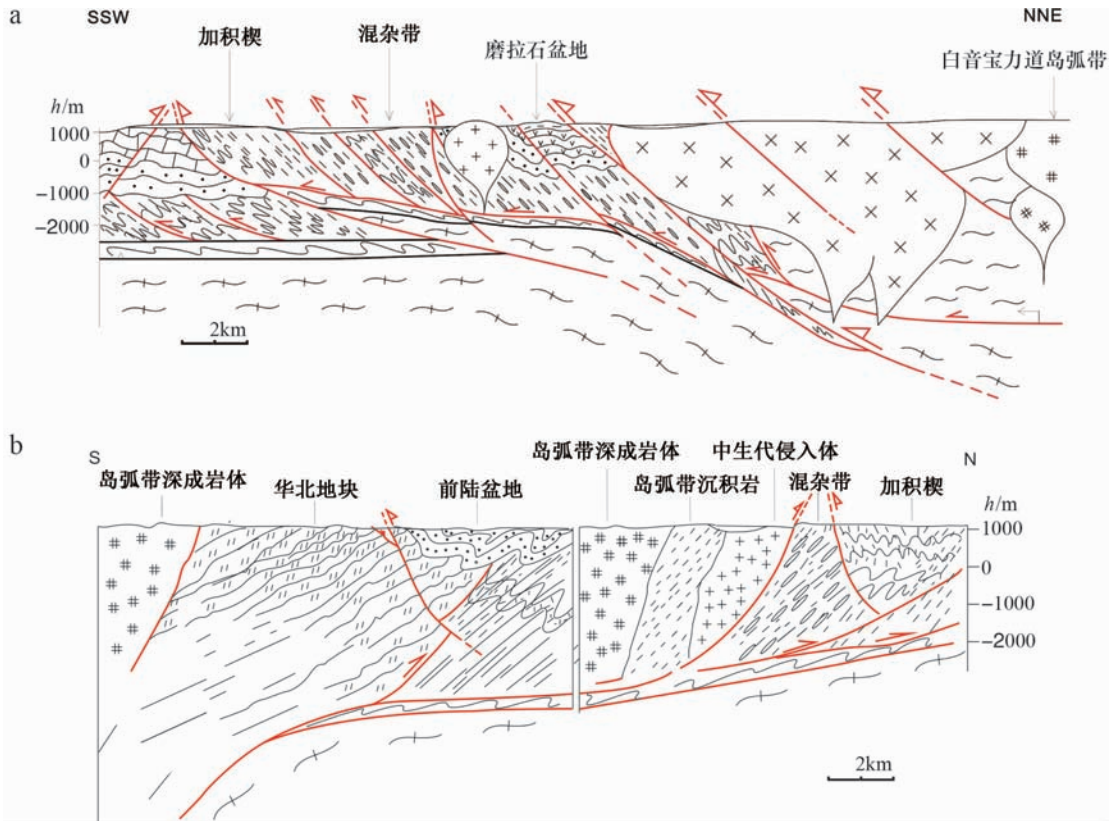 a
SSW
NNE
加积楔
混杂带
磨拉石盆地
白音宝力道岛弧带
h/m
1000
0
-1000
-2000
2km
b
S
N
岛弧带深成岩体
中生代侵入体
岛弧带深成岩体
华北地块
前陆盆地
岛弧带沉积岩
混杂带
加积楔
h/m
1000
0
-1000
-2000
2km